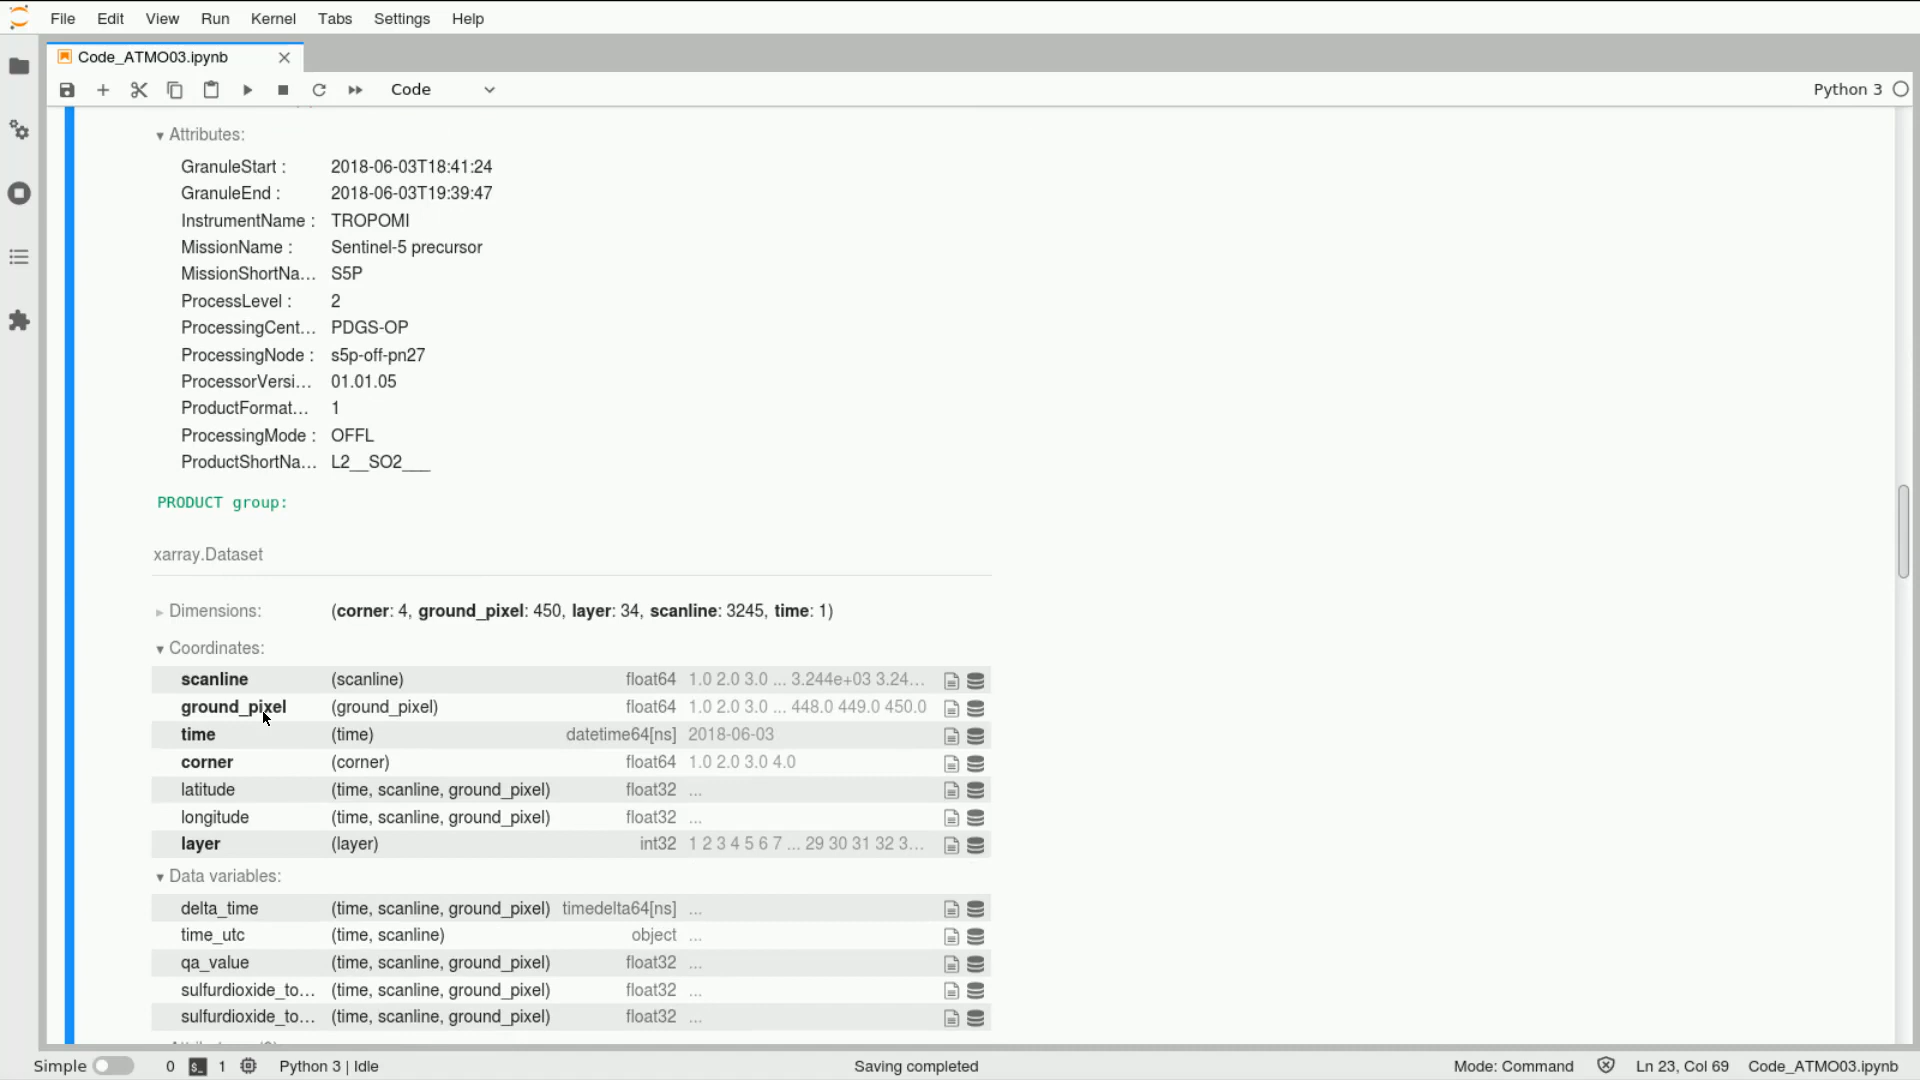 File Edit View Run Kernel Tabs Settings Help
Code_ATMO03.ipynb
Code
Python 3
Attributes:
GranuleStart : 2018-06-03T18:41:24
GranuleEnd : 2018-06-03T19:39:47
InstrumentName : TROPOMI
MissionName : Sentinel-5 precursor
MissionShortNa... S5P
ProcessLevel : 2
ProcessingCent... PDGS-OP
ProcessingNode : s5p-off-pn27
ProcessorVersi... 01.01.05
ProductFormat... 1
ProcessingMode : OFFL
ProductShortNa... L2__SO2___
PRODUCT group:
xarray.Dataset
Dimensions: (corner: 4, ground_pixel: 450, layer: 34, scanline: 3245, time: 1)
Coordinates:
scanline (scanline) float64 1.0 2.0 3.0 ... 3.244e+03 3.24...
ground_pixel (ground_pixel) float64 1.0 2.0 3.0 ... 448.0 449.0 450.0
time (time) datetime64[ns] 2018-06-03
corner (corner) float64 1.0 2.0 3.0 4.0
latitude (time, scanline, ground_pixel) float32 ...
longitude (time, scanline, ground_pixel) float32 ...
layer (layer) int32 1 2 3 4 5 6 7 ... 29 30 31 32 3...
Data variables:
delta_time (time, scanline, ground_pixel) timedelta64[ns] ...
time_utc (time, scanline) object ...
qa_value (time, scanline, ground_pixel) float32 ...
sulfurdioxide_to... (time, scanline, ground_pixel) float32 ...
sulfurdioxide_to... (time, scanline, ground_pixel) float32 ...
Simple 0 1 Python 3 | Idle Saving completed Mode: Command Ln 23, Col 69 Code_ATMO03.ipynb